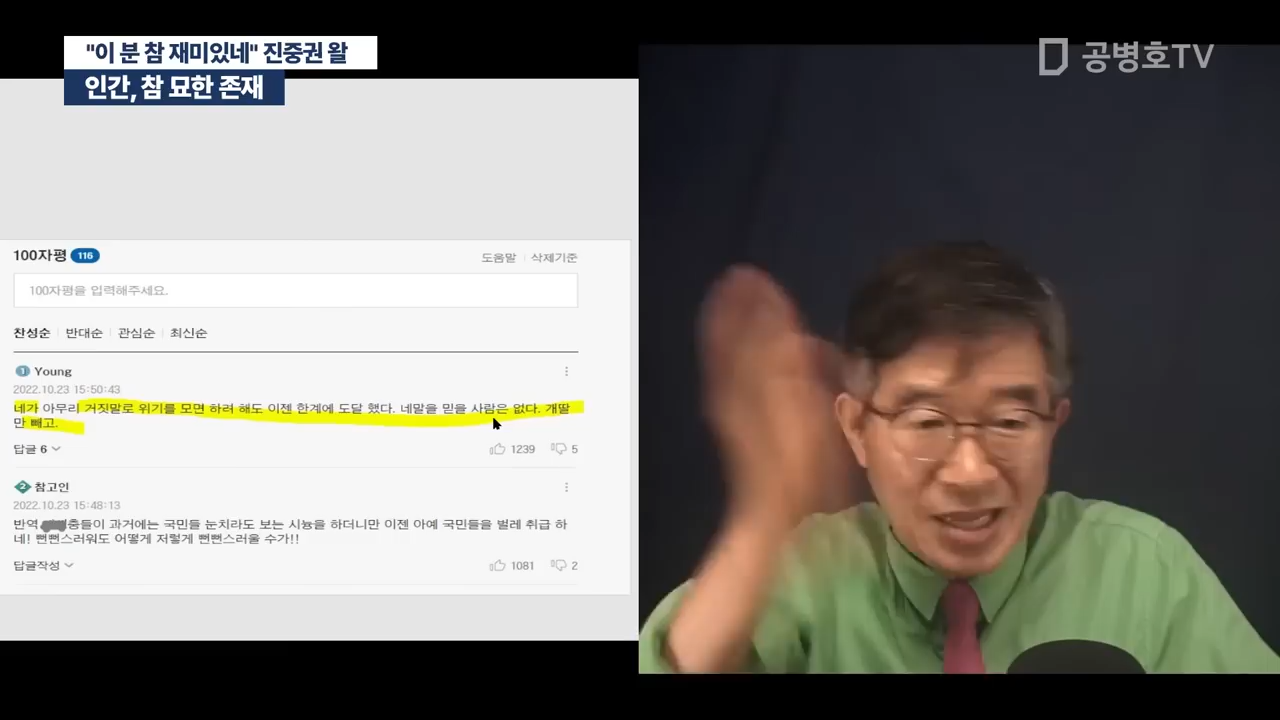 "이 분 참 재미있네" 진중권 왈
인간, 참 묘한 존재
공병호TV
100자평 116
도움말 삭제기준
100자평을 입력해주세요.
찬성순 반대순 관심순 최신순
1 Young
2022.10.23 15:50:43
네가 아무리 거짓말로 위기를 모면 하려 해도 이젠 한계에 도달 했다. 네말을 믿을 사람은 없다. 개딸
만 빼고.
답글 6
1239 5
2 참고인
2022.10.23 15:48:13
반역 충들이 과거에는 국민들 눈치라도 보는 시늉을 하더니만 이젠 아예 국민들을 벌레 취급 하
네! 뻔뻔스러워도 어떻게 저렇게 뻔뻔스러울 수가!!
답글작성
1081 2